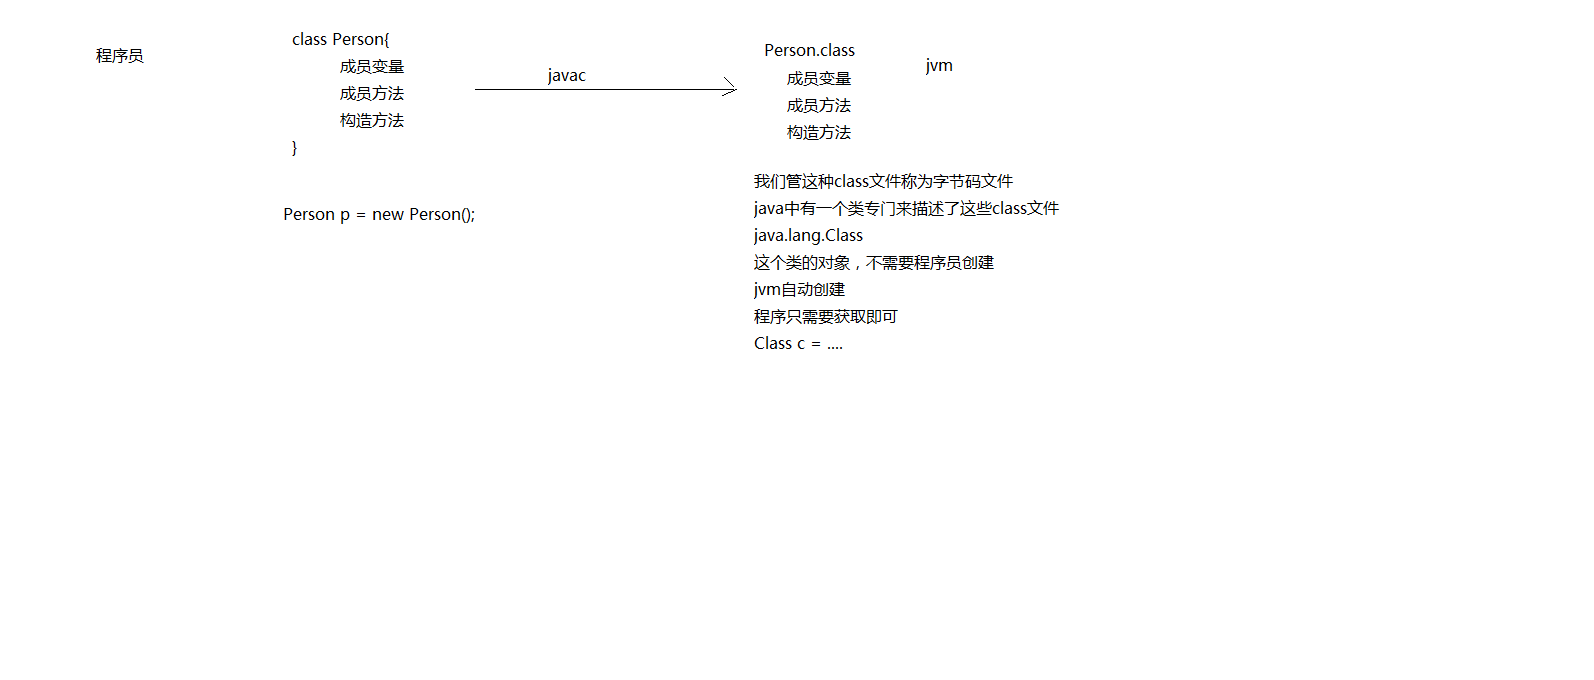 程序员
class Person{
成员变量
成员方法
构造方法
}
Person p = new Person();
javac
Person.class
成员变量
成员方法
构造方法
jvm
我们管这种class文件称为字节码文件
java中有一个类专门来描述了这些class文件
java.lang.Class
这个类的对象，不需要程序员创建
jvm自动创建
程序只需要获取即可
Class c = ....